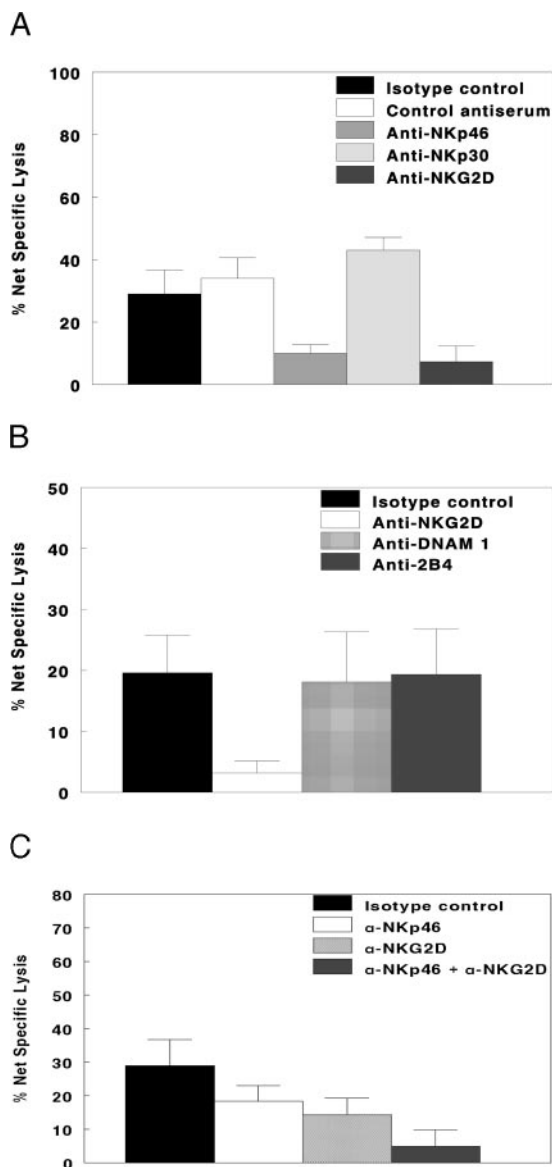 A
% Net Specific Lysis
100
80
60
40
20
0
Isotype control
Control antiserum
Anti-NKp46
Anti-NKp30
Anti-NKG2D
B
% Net Specific Lysis
50
40
30
20
10
0
Isotype control
Anti-NKG2D
Anti-DNAM 1
Anti-2B4
C
% Net Specific Lysis
80
70
60
50
40
30
20
10
0
Isotype control
α-NKp46
α-NKG2D
α-NKp46 + α-NKG2D